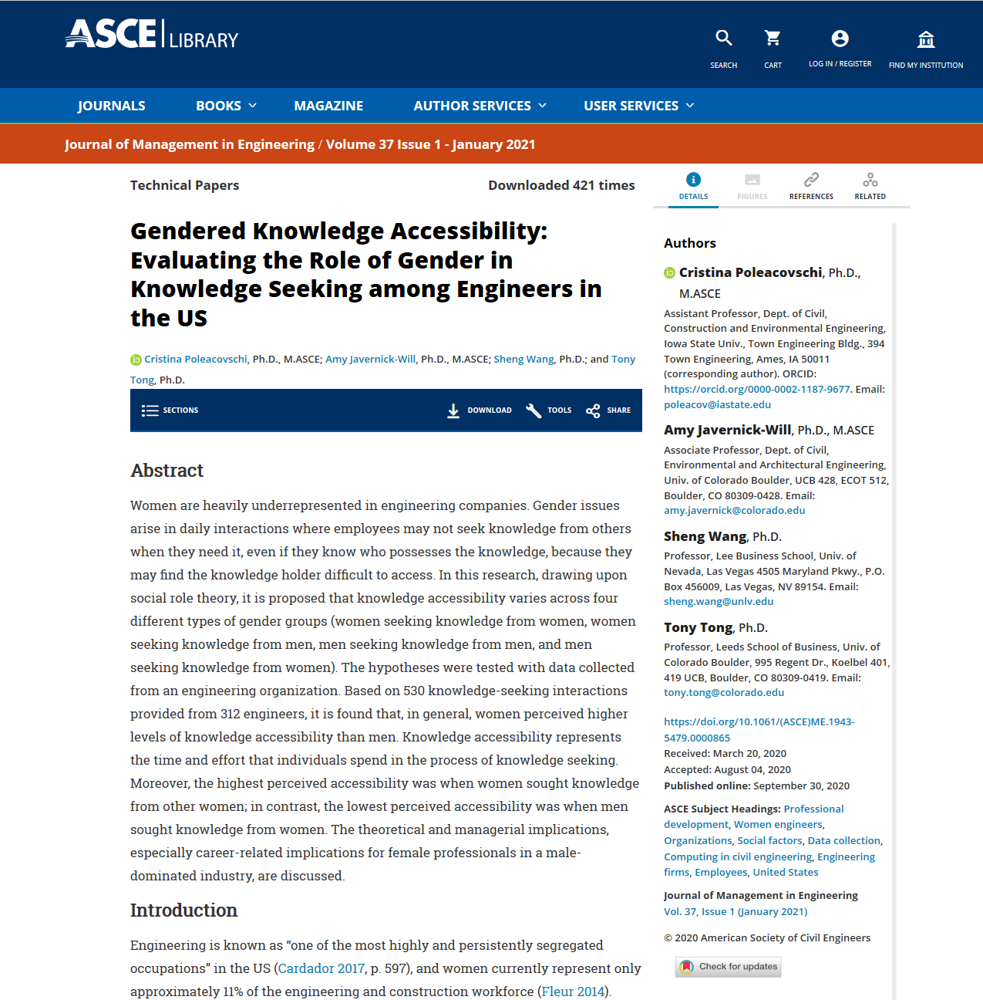 ASCE LIBRARY
SEARCH
CART
LOG IN / REGISTER
FIND MY INSTITUTION
JOURNALS
BOOKS
MAGAZINE
AUTHOR SERVICES
USER SERVICES
Journal of Management in Engineering / Volume 37 Issue 1 - January 2021
Technical Papers
Downloaded 421 times
Gendered Knowledge Accessibility:
Evaluating the Role of Gender in
Knowledge Seeking among Engineers in
the US
iD Cristina Poleacovschi, Ph.D., M.ASCE; Amy Javernick-Will, Ph.D., M.ASCE; Sheng Wang, Ph.D.; and Tony
Tong, Ph.D.
SECTIONS
DOWNLOAD
TOOLS
SHARE
Abstract
Women are heavily underrepresented in engineering companies. Gender issues
arise in daily interactions where employees may not seek knowledge from others
when they need it, even if they know who possesses the knowledge, because they
may find the knowledge holder difficult to access. In this research, drawing upon
social role theory, it is proposed that knowledge accessibility varies across four
different types of gender groups (women seeking knowledge from women, women
seeking knowledge from men, men seeking knowledge from men, and men
seeking knowledge from women). The hypotheses were tested with data collected
from an engineering organization. Based on 530 knowledge-seeking interactions
provided from 312 engineers, it is found that, in general, women perceived higher
levels of knowledge accessibility than men. Knowledge accessibility represents
the time and effort that individuals spend in the process of knowledge seeking.
Moreover, the highest perceived accessibility was when women sought knowledge
from other women; in contrast, the lowest perceived accessibility was when men
sought knowledge from women. The theoretical and managerial implications,
especially career-related implications for female professionals in a male-
dominated industry, are discussed.
Introduction
Engineering is known as “one of the most highly and persistently segregated
occupations” in the US (Cardador 2017, p. 597), and women currently represent only
approximately 11% of the engineering and construction workforce (Fleur 2014).
DETAILS
FIGURES
REFERENCES
RELATED
Authors
iD Cristina Poleacovschi, Ph.D.,
M.ASCE
Assistant Professor, Dept. of Civil,
Construction and Environmental Engineering,
Iowa State Univ., Town Engineering Bldg., 394
Town Engineering, Ames, IA 50011
(corresponding author). ORCID:
https://orcid.org/0000-0002-1187-9677. Email:
poleacov@iastate.edu
Amy Javernick-Will, Ph.D., M.ASCE
Associate Professor, Dept. of Civil,
Environmental and Architectural Engineering,
Univ. of Colorado Boulder, UCB 428, ECOT 512,
Boulder, CO 80309-0428. Email:
amy.javernick@colorado.edu
Sheng Wang, Ph.D.
Professor, Lee Business School, Univ. of
Nevada, Las Vegas 4505 Maryland Pkwy., P.O.
Box 456009, Las Vegas, NV 89154. Email:
sheng.wang@unlv.edu
Tony Tong, Ph.D.
Professor, Leeds School of Business, Univ. of
Colorado Boulder, 995 Regent Dr., Koelbel 401,
419 UCB, Boulder, CO 80309-0419. Email:
tony.tong@colorado.edu
https://doi.org/10.1061/(ASCE)ME.1943-
5479.0000865
Received: March 20, 2020
Accepted: August 04, 2020
Published online: September 30, 2020
ASCE Subject Headings: Professional
development, Women engineers,
Organizations, Social factors, Data collection,
Computing in civil engineering, Engineering
firms, Employees, United States
Journal of Management in Engineering
Vol. 37, Issue 1 (January 2021)
© 2020 American Society of Civil Engineers
Check for updates